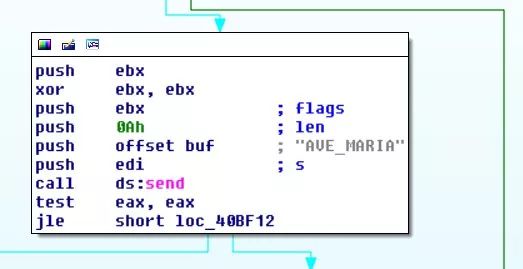 push ebx
xor ebx, ebx
push ebx ; flags
push 0Ah ; len
push offset buf ; "AVE_MARIA"
push edi ; s
call ds:send
test eax, eax
jle short loc_40BF12